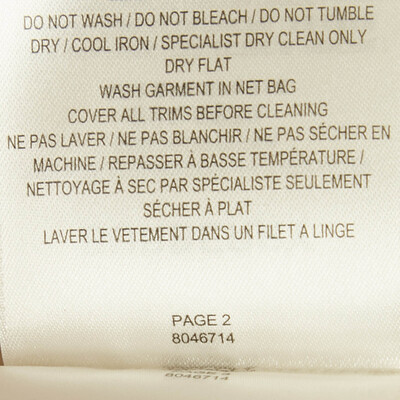 DO NOT WASH / DO NOT BLEACH / DO NOT TUMBLE
DRY / COOL IRON / SPECIALIST DRY CLEAN ONLY
DRY FLAT
WASH GARMENT IN NET BAG
COVER ALL TRIMS BEFORE CLEANING
NE PAS LAVER / NE PAS BLANCHIR / NE PAS SÉCHER EN
MACHINE / REPASSER À BASSE TEMPÉRATURE /
NETTOYAGE À SEC PAR SPÉCIALISTE SEULEMENT
SÉCHER À PLAT
LAVER LE VETEMENT DANS UN FILET A LINGE
PAGE 2
8046714
8046714